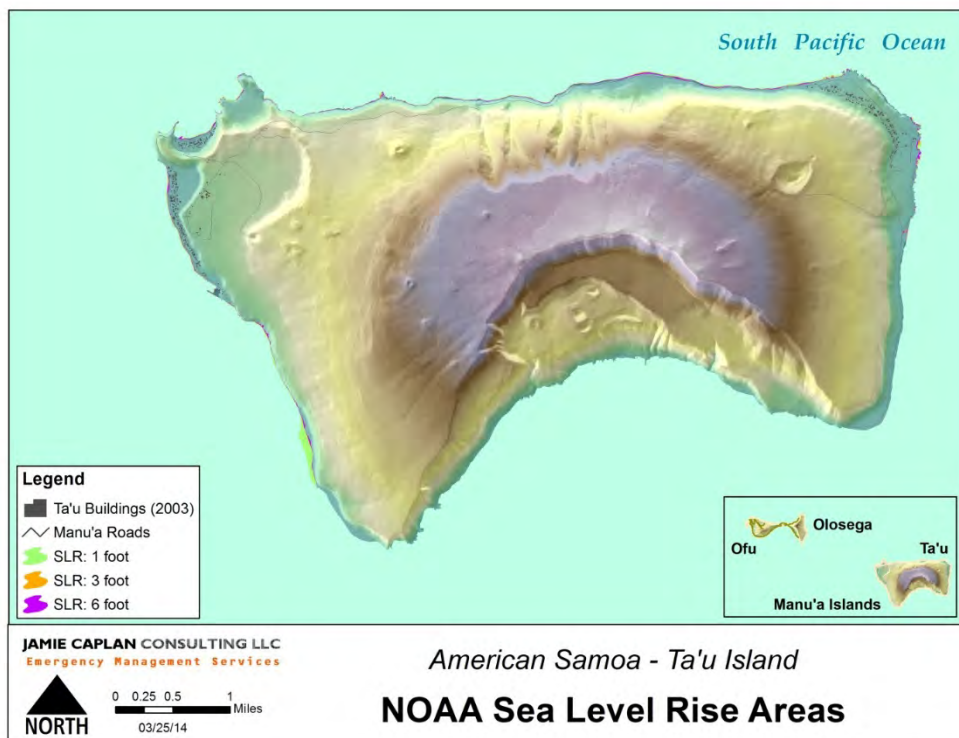 South Pacific Ocean
Legend
Ta'u Buildings (2003)
Manu'a Roads
SLR: 1 foot
SLR: 3 foot
SLR: 6 foot
Olosega
Ofu
Ta'u
Manu'a Islands
JAMIE CAPLAN CONSULTING LLC
Emergency Management Services
NORTH
0 0.25 0.5 1
Miles
03/25/14
American Samoa - Ta'u Island
NOAA Sea Level Rise Areas